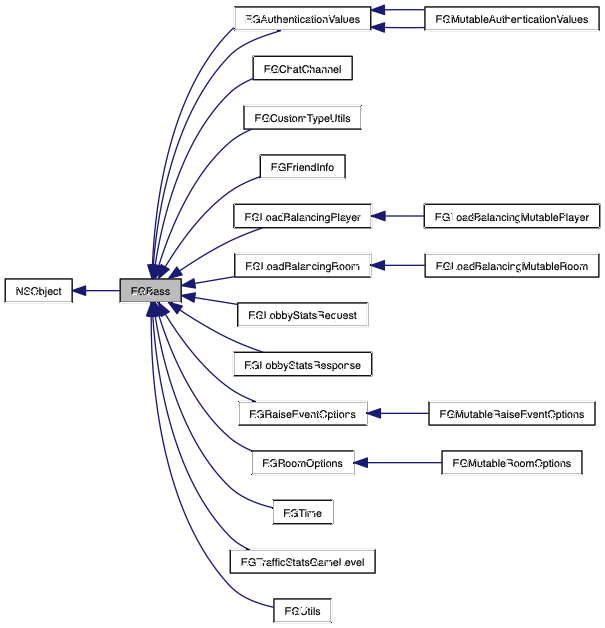 EGAuthenticationValues
EGMutableAuthenticationValues
EGChatChannel
EGCustomTypeUtils
EGFriendInfo
EGLoadBalancingPlayer
EGLoadBalancingMutablePlayer
EGLoadBalancingRoom
EGLoadBalancingMutableRoom
NSObject
EGBase
EGLobbyStatsRequest
EGLobbyStatsResponse
EGRaiseEventOptions
EGMutableRaiseEventOptions
EGRoomOptions
EGMutableRoomOptions
EGTime
EGTrafficStatsGameLevel
EGUtils